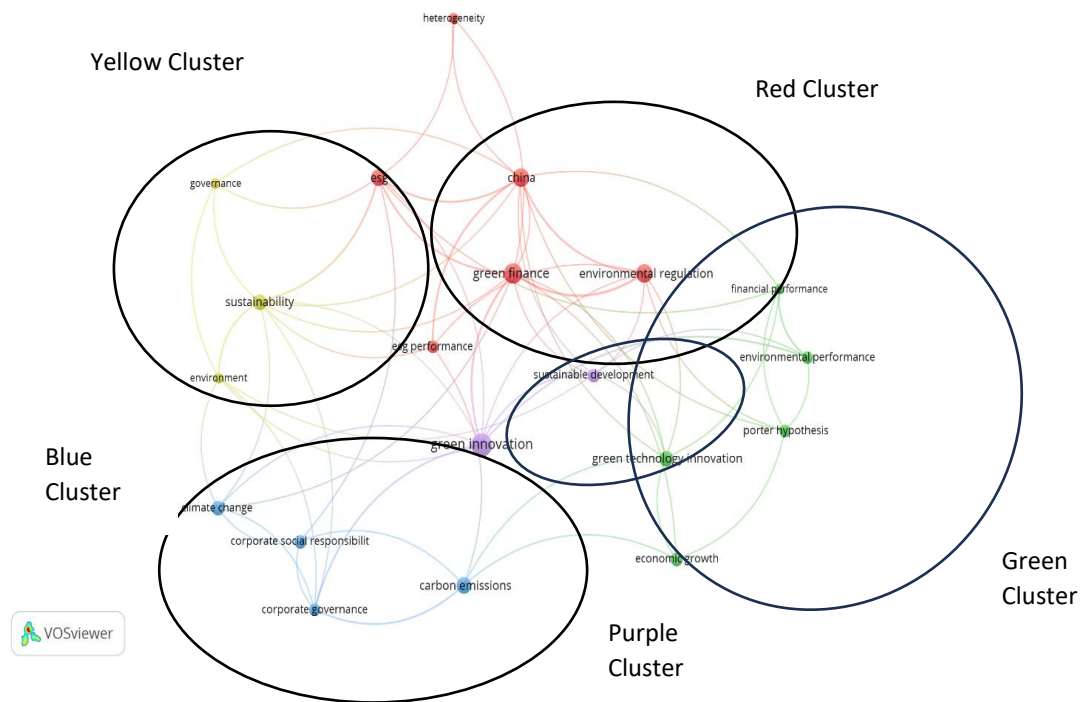 heterogeneity
Yellow Cluster
Red Cluster
governance
esg
china
green finance
environmental regulation
financial performance
sustainability
esg performance
environmental performance
environment
sustainable development
porter hypothesis
green innovation
green technology innovation
Blue
Cluster
climate change
corporate social responsibilit
carbon emissions
corporate governance
economic growth
Green
Cluster
Purple
Cluster
VOSviewer